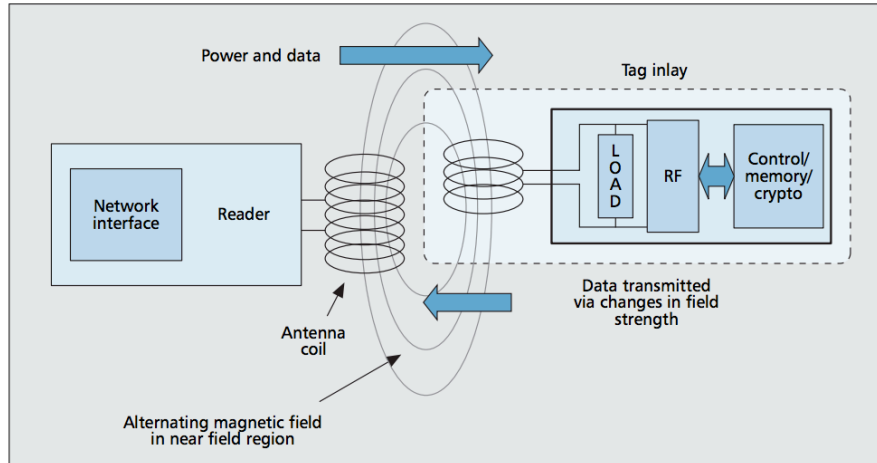 Power and data
Tag inlay
Network
interface
Reader
L
O
A
D
RF
Control/
memory/
crypto
Antenna
coil
Data transmitted
via changes in field
strength
Alternating magnetic field
in near field region